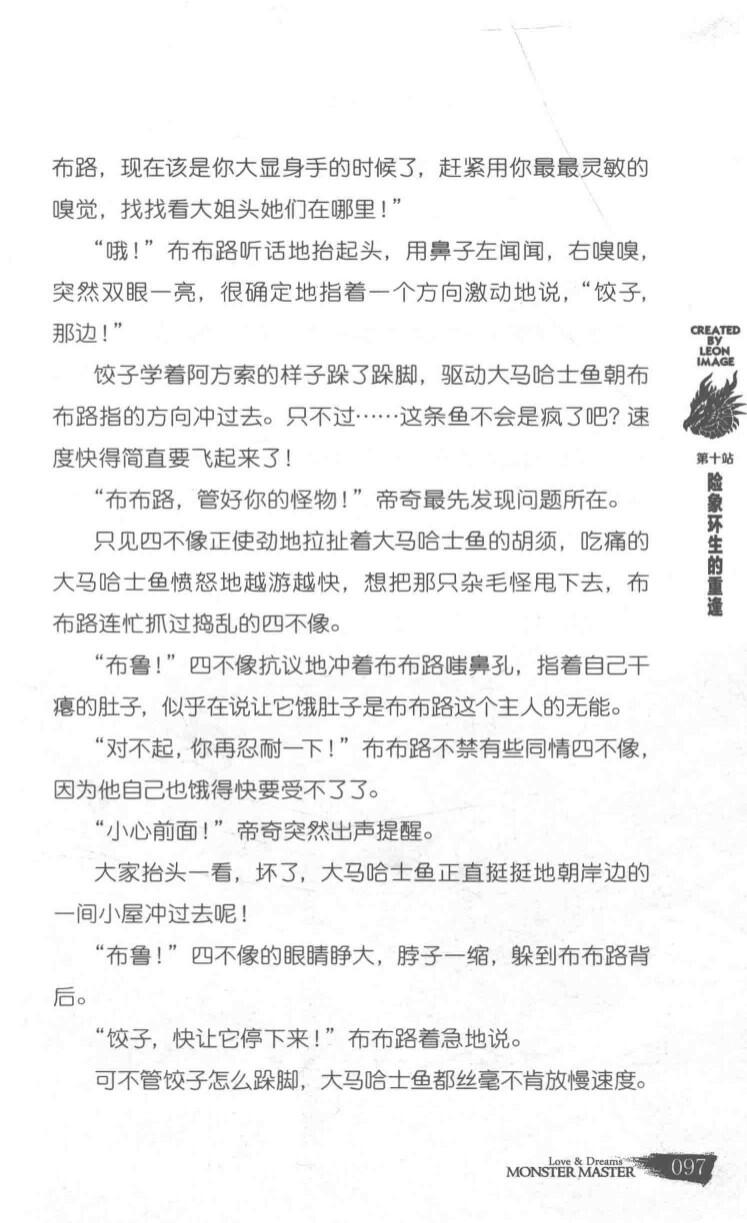 布路，现在该是你大显身手的时候了，赶紧用你最最灵敏的
嗅觉，找找看大姐头她们在哪里！”
“哦！”布布路听话地抬起头，用鼻子左闻闻，右嗅嗅，
突然双眼一亮，很确定地指着一个方向激动地说，“饺子，
那边！”
饺子学着阿方索的样子跺了跺脚，驱动大马哈士鱼朝布
布路指的方向冲过去。只不过……这条鱼不会是疯了吧？速
度快得简直要飞起来了！
“布布路，管好你的怪物！”帝奇最先发现问题所在。
只见四不像正使劲地拉扯着大马哈士鱼的胡须，吃痛的
大马哈士鱼愤怒地越游越快，想把那只杂毛怪甩下去，布
布路连忙抓过捣乱的四不像。
“布鲁！”四不像抗议地冲着布布路嗤鼻孔，指着自己干
瘪的肚子，似乎在说让它饿肚子是布布路这个主人的无能。
“对不起，你再忍耐一下！”布布路不禁有些同情四不像，
因为他自己也饿得快要受不了了。
“小心前面！”帝奇突然出声提醒。
大家抬头一看，坏了，大马哈士鱼正直挺挺地朝岸边的
一间小屋冲过去呢！
“布鲁！”四不像的眼睛睁大，脖子一缩，躲到布布路背
后。
“饺子，快让它停下来！”布布路着急地说。
可不管饺子怎么跺脚，大马哈士鱼都丝毫不肯放慢速度。
CREATED
BY
LEON
IMAGE
第十站
险象环生的重逢
Love & Dreams
MONSTER MASTER
097